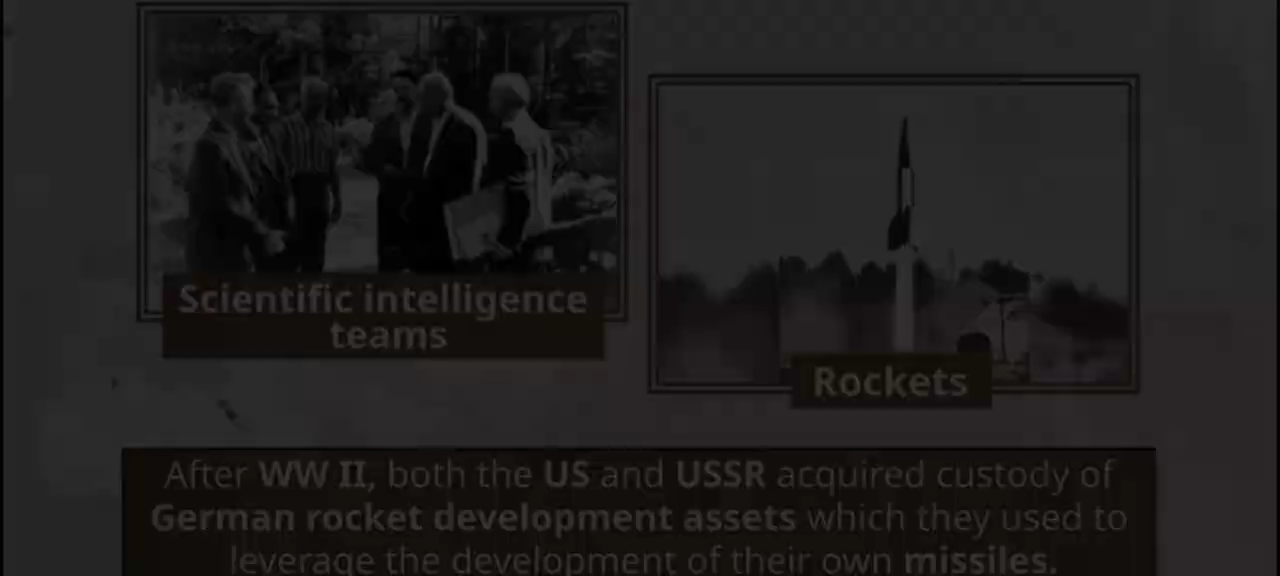 Scientific intelligence
teams
Rockets
After WW II, both the US and USSR acquired custody of
German rocket development assets which they used to
leverage the development of their own missiles.